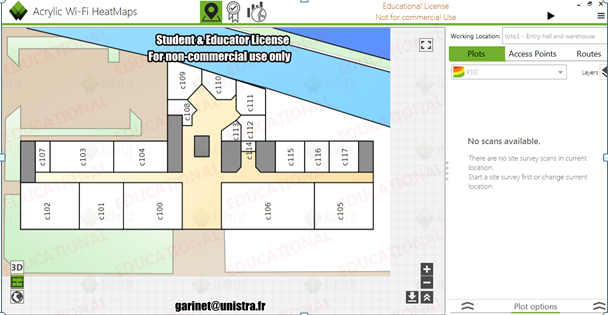 Acrylic Wi-Fi HeatMaps
Educational License
Not for commercial Use
Student & Educator License
For non-commercial use only
Working Location: toto1 - Entry hall and warehouse
Plots
Access Points
Routes
RSSI
Layers
No scans available.
There are no site survey scans in current
location.
Start a site survey first or change current
location.
c109
c110
c111
c108
c113
c112
c114
c107
c103
c104
c115
c116
c117
c102
c101
c100
c106
c105
EDUCATIONAL
ACRYLIC
3D
garinet@unistra.fr
Plot options